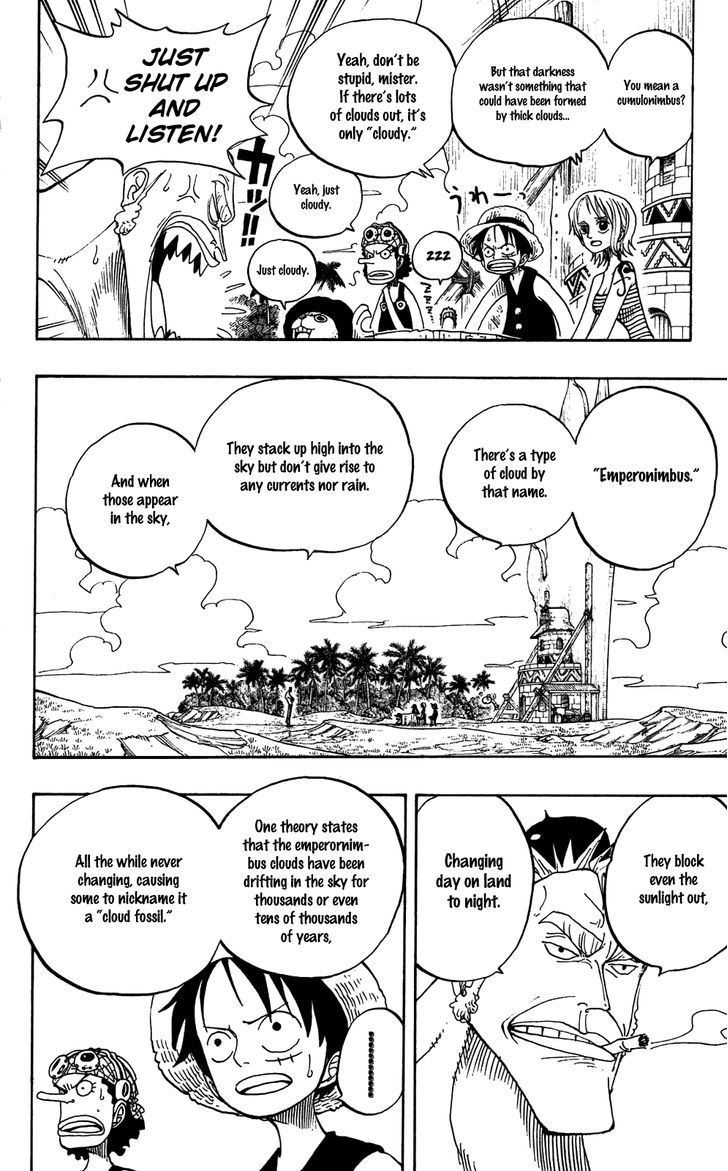 You mean a
cumulonimbus?
But that darkness
wasn't something that
could have been formed
by thick clouds...
Yeah, don't be
stupid, mister.
If there's lots
of clouds out, it's
only "cloudy."
うわーっ
ZZZ
Yeah, just
cloudy.
Just cloudy.
JUST
SHUT UP
AND
LISTEN!
カッ!!
"Emperonimbus."
There's a type
of cloud by
that name.
They stack up high into the
sky but don't give rise to
any currents nor rain.
And when
those appear
in the sky,
They block
even the
sunlight out,
Changing
day on land
to night.
One theory states
that the emperornim-
bus clouds have been
drifting in the sky for
thousands or even
tens of thousands
of years,
All the while never
changing, causing
some to nickname it
a "cloud fossil."